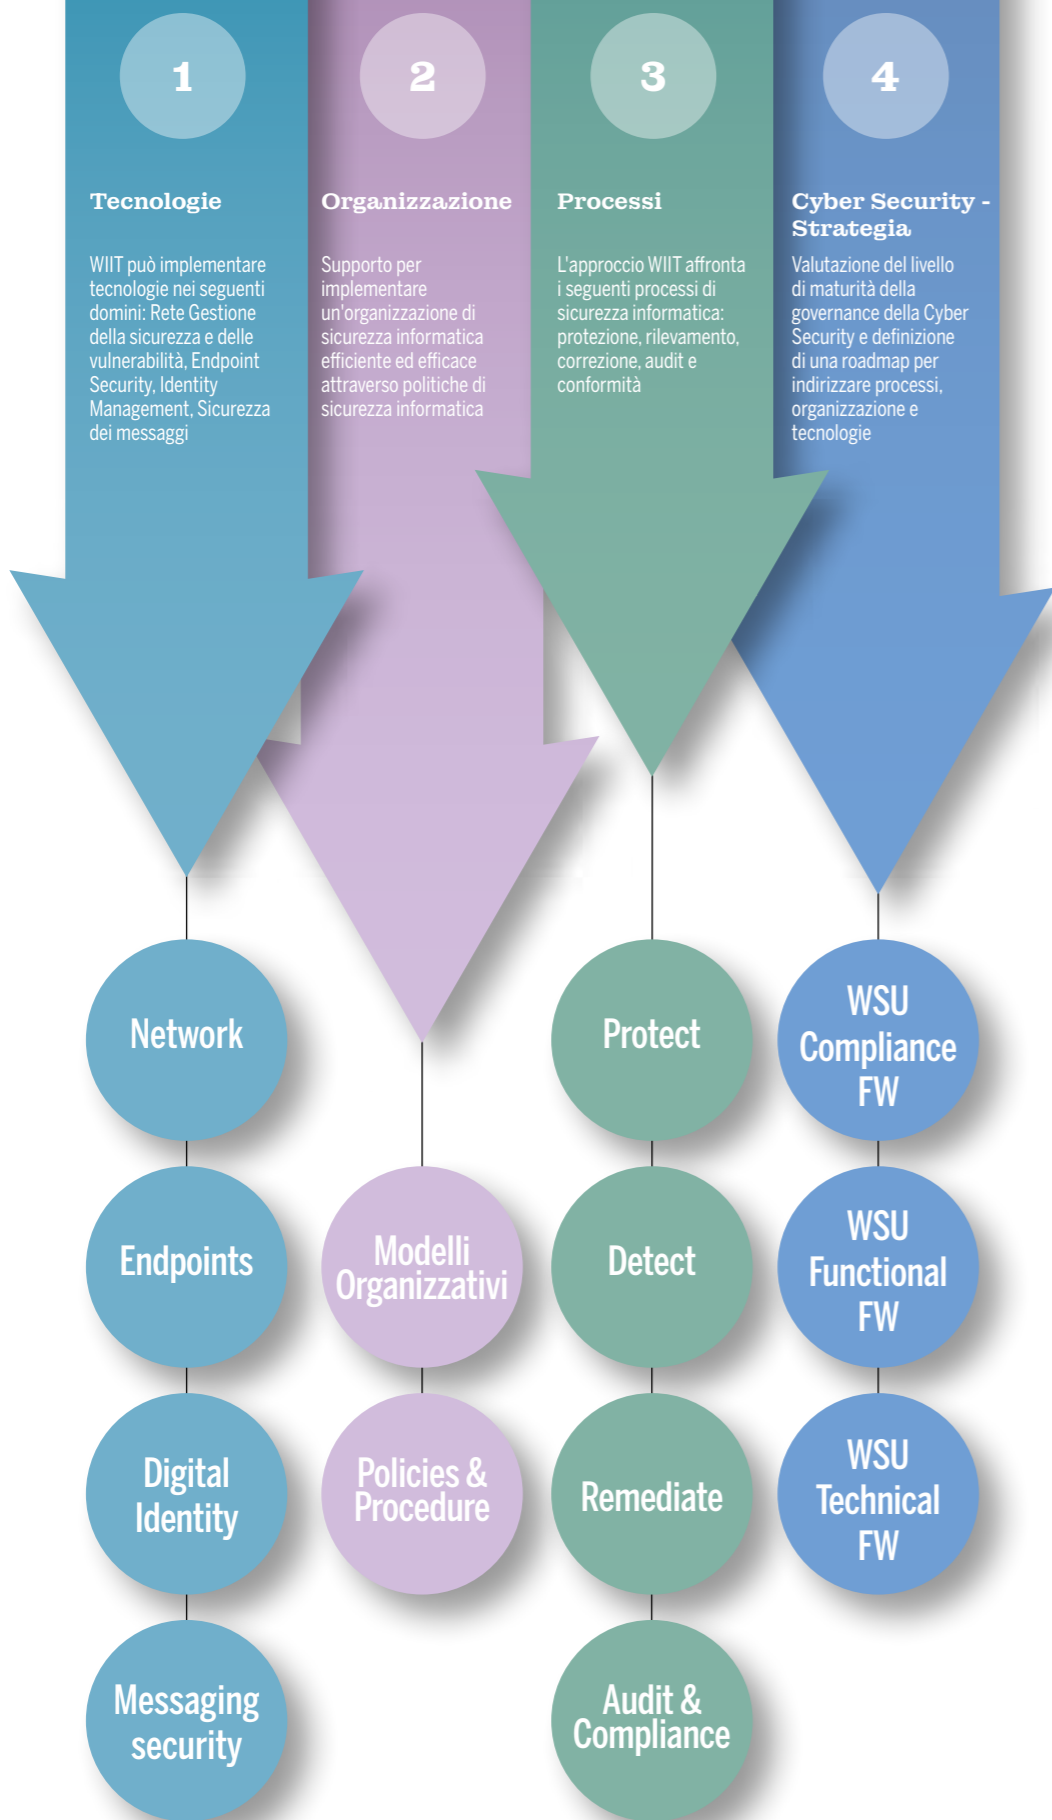 1
Tecnologie
WIIT può implementare
tecnologie nei seguenti
domini: Rete Gestione
della sicurezza e delle
vulnerabilità, Endpoint
Security, Identity
Management, Sicurezza
dei messaggi
Network
Endpoints
Digital
Identity
Messaging
security
2
Organizzazione
Supporto per
implementare
un'organizzazione di
sicurezza informatica
efficiente ed efficace
attraverso politiche di
sicurezza informatica
Modelli
Organizzativi
Policies &
Procedure
3
Processi
L'approccio WIIT affronta
i seguenti processi di
sicurezza informatica:
protezione, rilevamento,
correzione, audit e
conformità
Protect
Detect
Remediate
Audit &
Compliance
4
Cyber Security -
Strategia
Valutazione del livello
di maturità della
governance della Cyber
Security e definizione
di una roadmap per
indirizzare processi,
organizzazione e
tecnologie
WSU
Compliance
FW
WSU
Functional
FW
WSU
Technical
FW